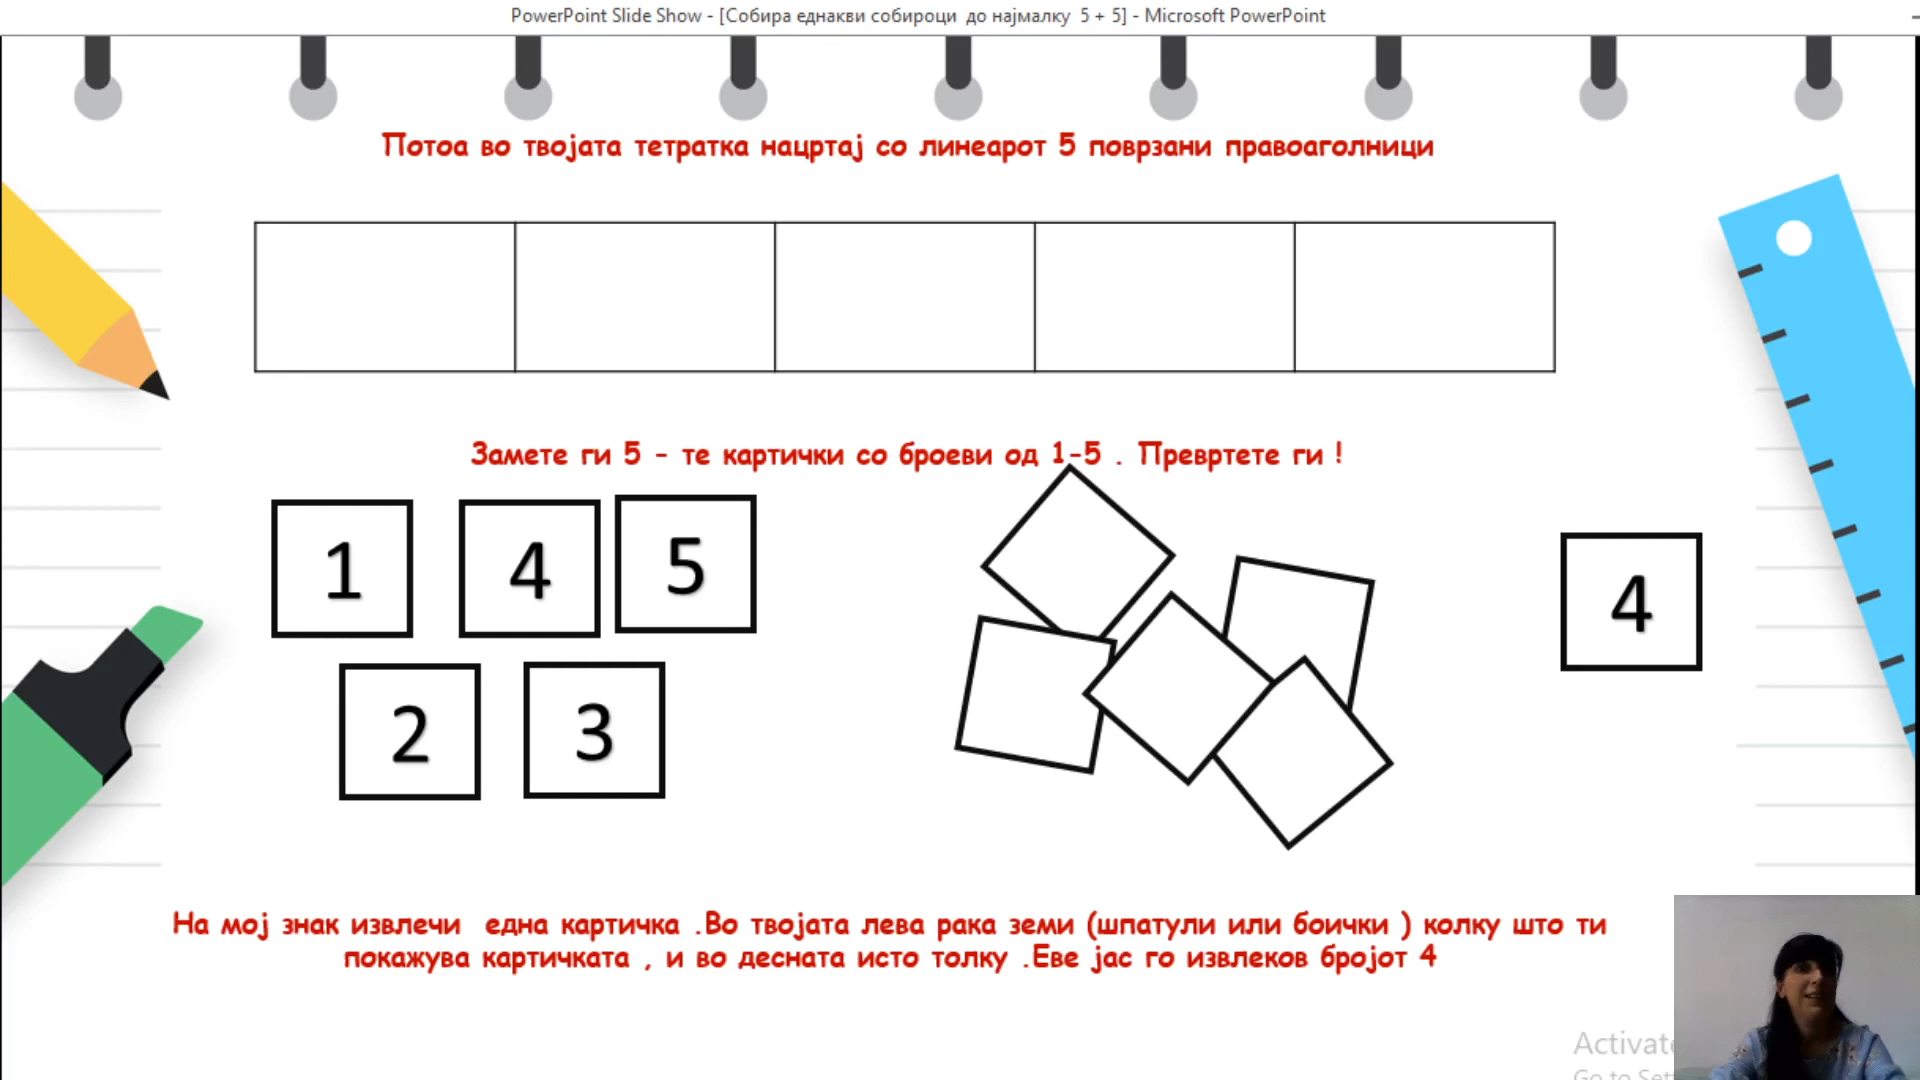 PowerPoint Slide Show - [Собира еднакви собироци до најмалку 5 + 5] - Microsoft PowerPoint
Потоа во твојата тетратка нацртај со линеарот 5 поврзани правоаголници
Замете ги 5 - те картички со броеви од 1-5 . Превртете ги !
1 4 5
4
2 3
На мој знак извлечи една картичка .Во твојата лева рака земи (шпатули или боички ) колку што ти
покажува картичката , и во десната исто толку .Еве јас го извлеков бројот 4